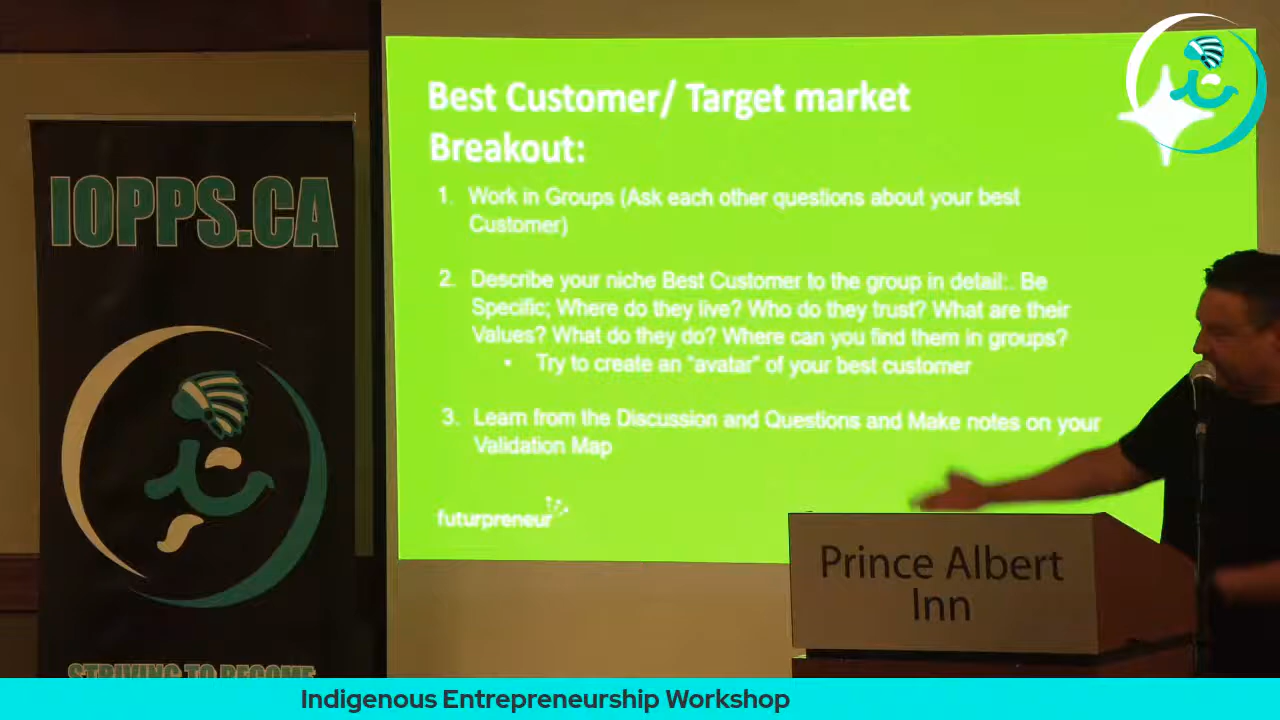 IOPPS.CA
STRIVING TO BECOME
Best Customer/ Target market
Breakout:
1. Work in Groups (Ask each other questions about your best
Customer)
2. Describe your niche Best Customer to the group in detail:. Be
Specific; Where do they live? Who do they trust? What are their
Values? What do they do? Where can you find them in groups?
• Try to create an “avatar” of your best customer
3. Learn from the Discussion and Questions and Make notes on your
Validation Map
futurpreneur
Prince Albert
Inn
Indigenous Entrepreneurship Workshop